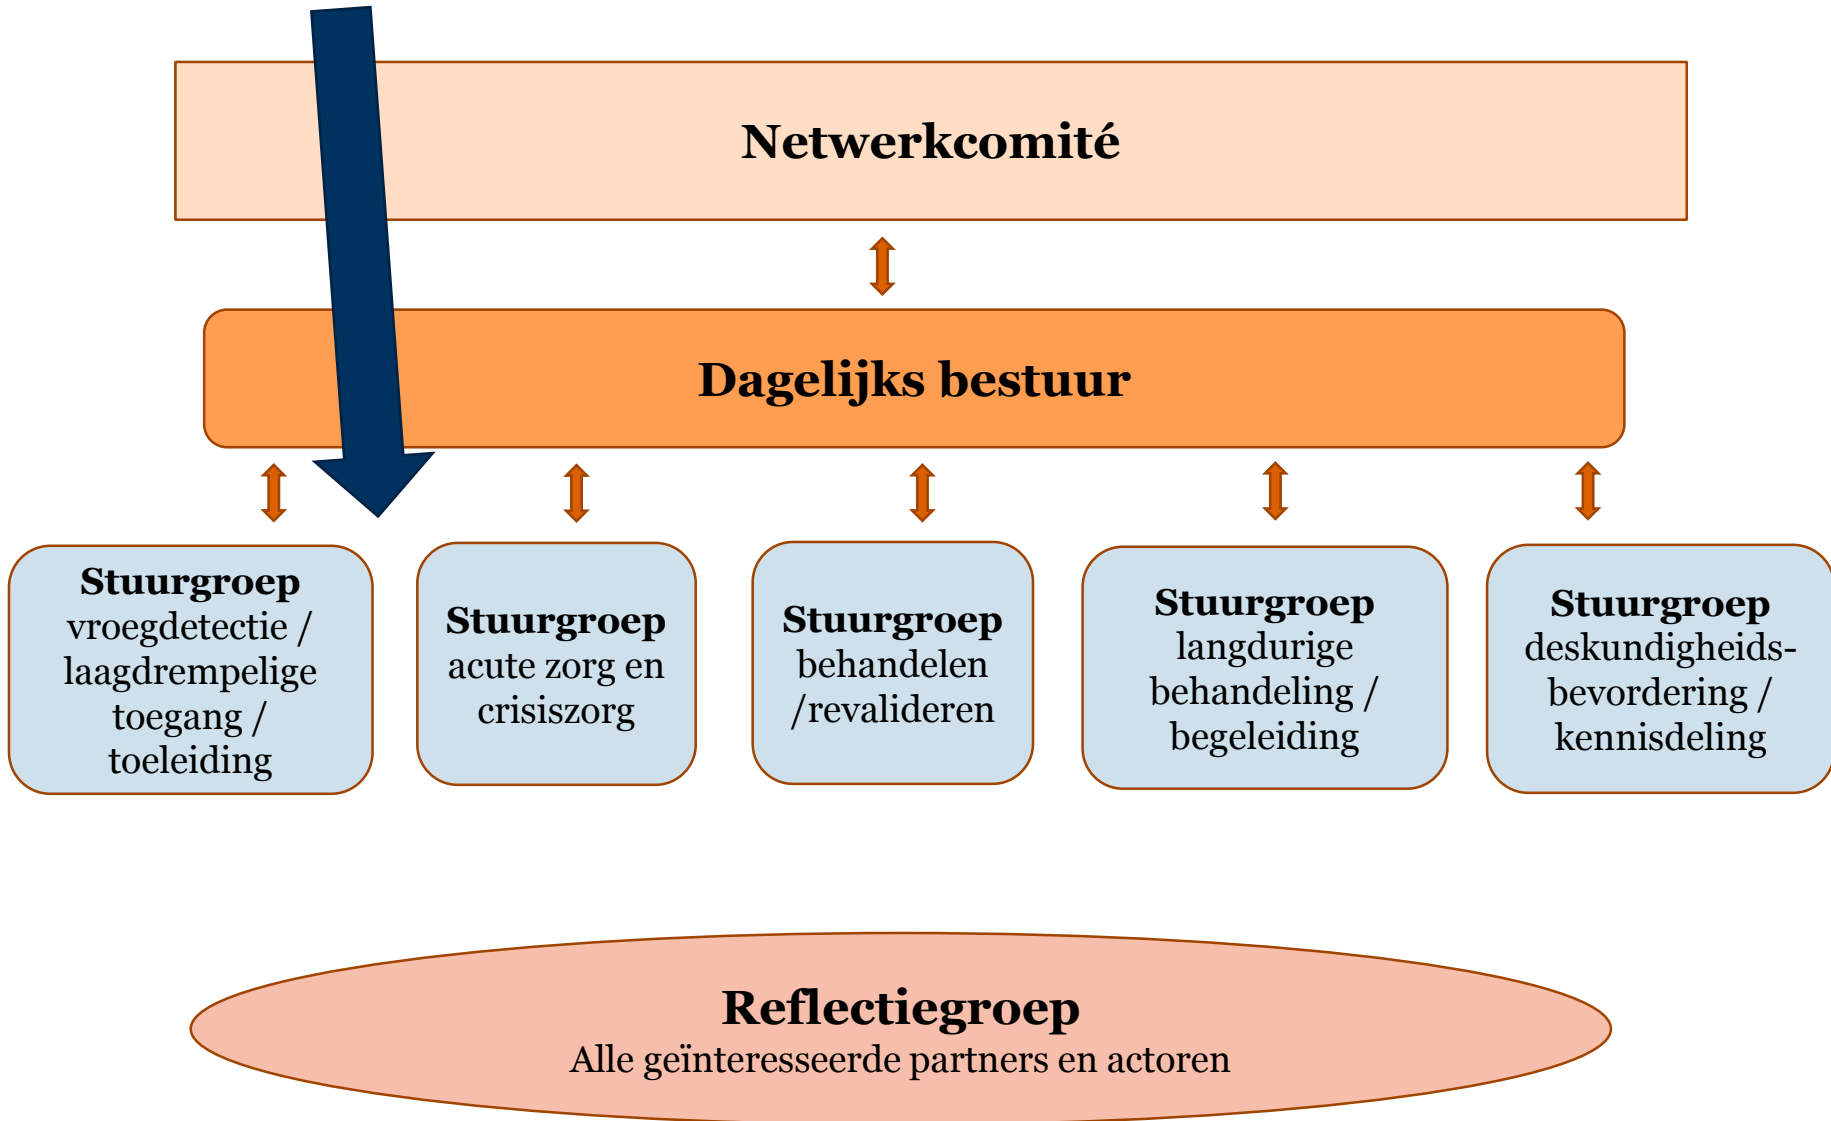 Netwerkcomité
Dagelijks bestuur
Stuurgroep
vroegdetectie /
laagdrempelige
toegang /
toeleiding
Stuurgroep
acute zorg en
crisiszorg
Stuurgroep
behandelen
/revalideren
Stuurgroep
langdurige
behandeling /
begeleiding
Stuurgroep
deskundigheids-
bevordering /
kennisdeling
Reflectiegroep
Alle geïnteresseerde partners en actoren